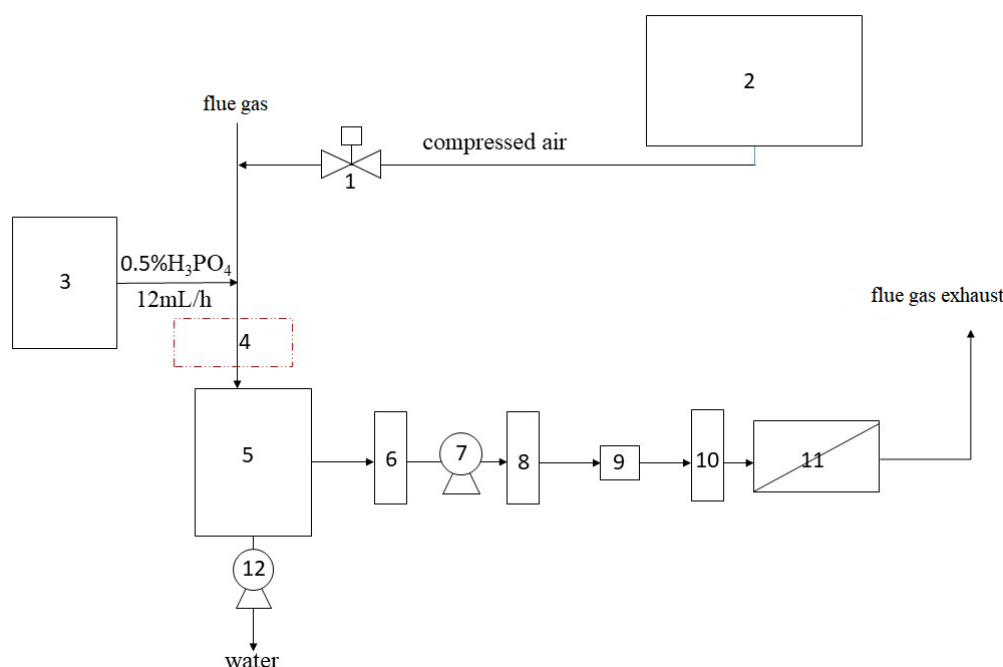 2
flue gas
compressed air
1
3
0.5%H₃PO₄
12mL/h
flue gas exhaust
4
5
6
7
8
9
10
11
12
water